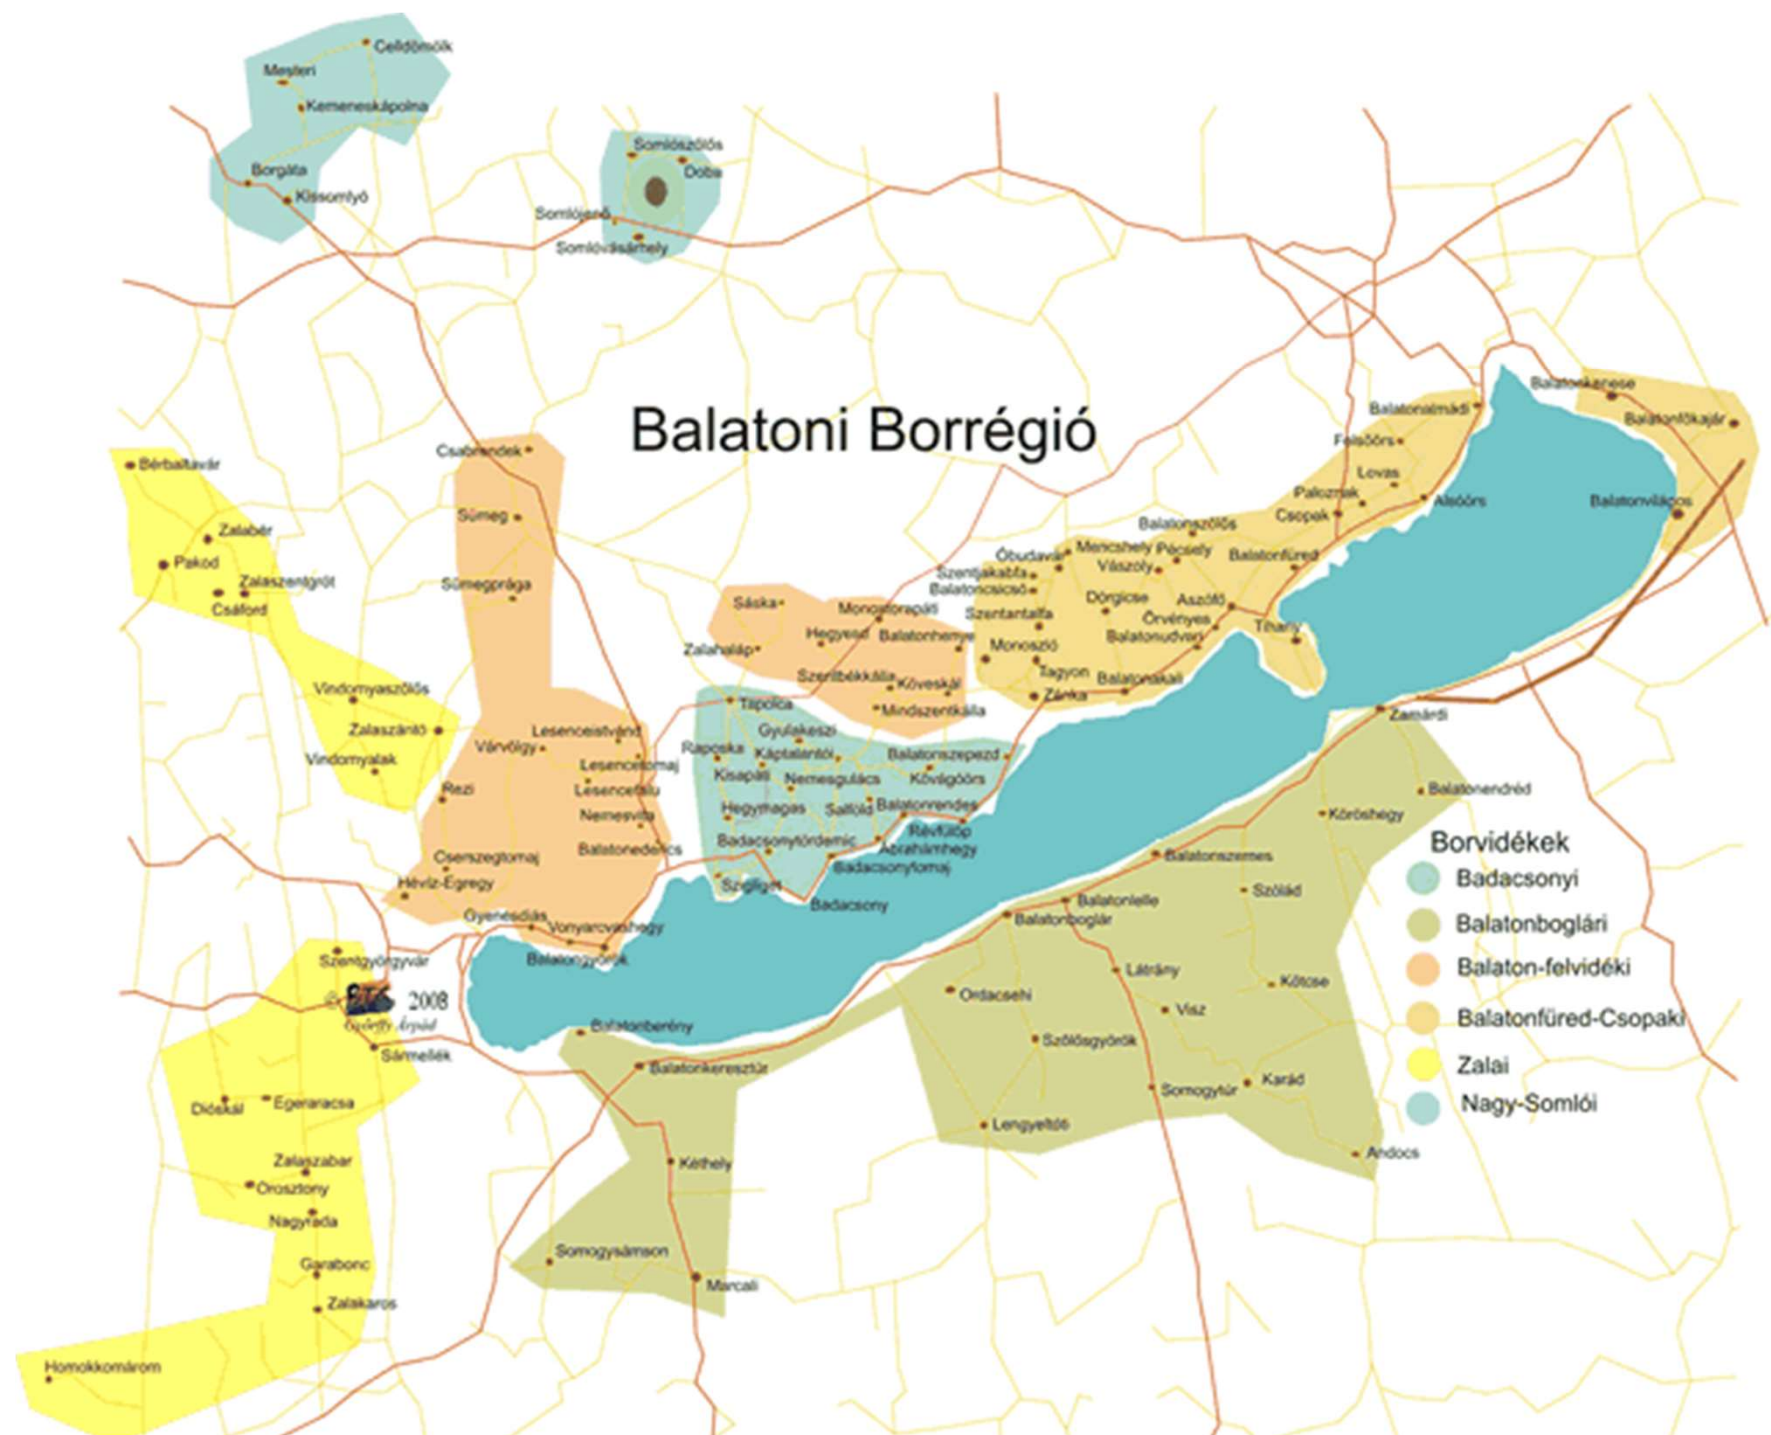 Celldömölk
Mesteri
Kemeneskápolna
Borgáta
Kissomlyó
Somlószőlős
Doba
Somlójenő
Somlóvásárhely
Balatoni Borrégió
Balatonkenese
Balatonfőkajár
Balatonvilágos
Balatonalmádi
Felsőörs
Lovas
Paloznak
Alsóörs
Csopak
Balatonszőlős
Balatonfüred
Mencshely
Pécsely
Vászoly
Óbudavár
Szentjakabfa
Balatoncsicsó
Szentantalfa
Dörgicse
Aszófő
Örvényes
Balatonudvari
Tihany
Monoszló
Tagyon
Balatonakali
Zánka
Csabrendek
Sümeg
Sümegprága
Bérbaltavár
Zalabér
Pakod
Zalaszentgrót
Csáford
Vindornyaszőlős
Zalaszántó
Vindornyalak
Sáska
Monostorapáti
Hegyesd
Balatonhenye
Zalahaláp
Szentbékkálla
Köveskál
Mindszentkálla
Tapolca
Gyulakeszi
Raposka
Káptalantóti
Balatonszepezd
Kisapáti
Nemesgulács
Kővágóörs
Hegymagas
Salföld
Balatonrendes
Révfülöp
Badacsonytördemic
Ábrahámhegy
Badacsonytomaj
Szigliget
Badacsony
Lesenceistvánd
Várvölgy
Lesencetomaj
Lesencefalu
Rezi
Nemesvita
Balatonederics
Cserszegtomaj
Hévíz-Egregy
Gyenesdiás
Vonyarcvashegy
Balatongyörök
Zamárdi
Balatonendréd
Kőröshegy
Balatonszemes
Szólád
Balatonlelle
Balatonboglár
Látrány
Kötcse
Ordacsehi
Visz
Szőlősgyörök
Somogytúr
Karád
Lengyeltóti
Andocs
Balatonberény
Balatonkeresztúr
Kéthely
Somogysámson
Marcali
Szentgyörgyvár
© 2008
Györffy Árpád
Sármellék
Dióskál
Egeraracsa
Zalaszabar
Orosztony
Nagyrada
Garabonc
Zalakaros
Homokkomárom
Borvidékek
Badacsonyi
Balatonboglári
Balaton-felvidéki
Balatonfüred-Csopaki
Zalai
Nagy-Somlói